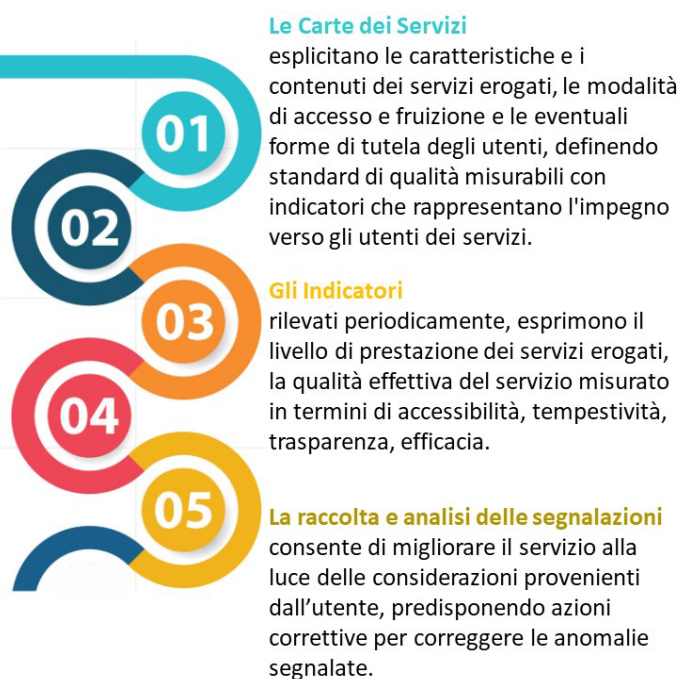 01
Le Carte dei Servizi
esplicitano le caratteristiche e i
contenuti dei servizi erogati, le modalità
di accesso e fruizione e le eventuali
forme di tutela degli utenti, definendo
standard di qualità misurabili con
indicatori che rappresentano l'impegno
verso gli utenti dei servizi.
02
03
Gli Indicatori
rilevati periodicamente, esprimono il
livello di prestazione dei servizi erogati,
la qualità effettiva del servizio misurato
in termini di accessibilità, tempestività,
trasparenza, efficacia.
04
05
La raccolta e analisi delle segnalazioni
consente di migliorare il servizio alla
luce delle considerazioni provenienti
dall’utente, predisponendo azioni
correttive per correggere le anomalie
segnalate.